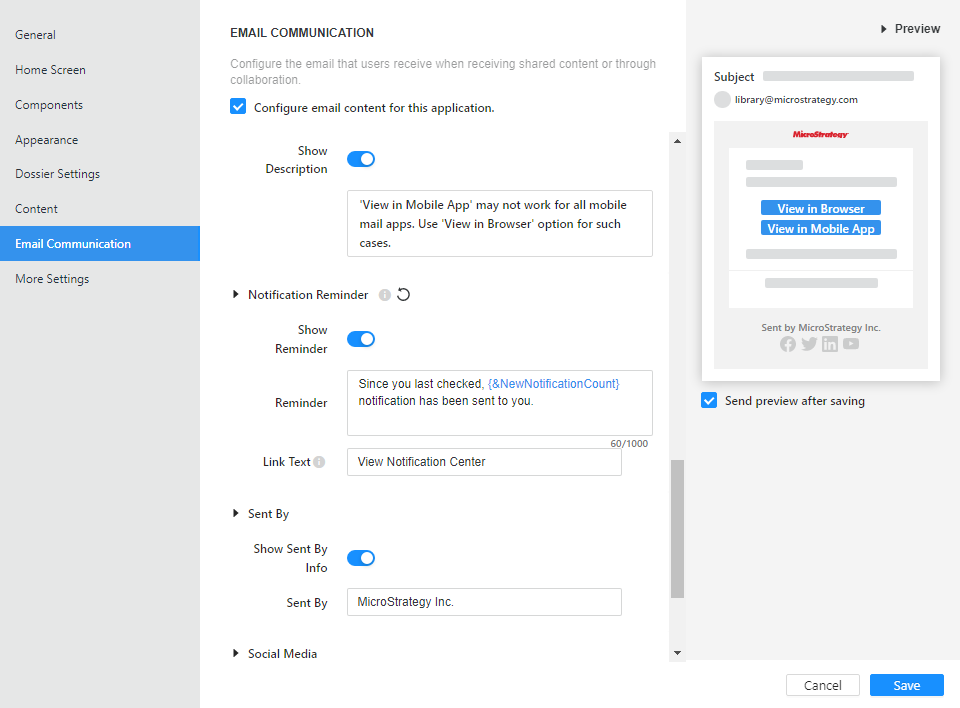 General
Home Screen
Components
Appearance
Dossier Settings
Content
Email Communication
More Settings
EMAIL COMMUNICATION
Configure the email that users receive when receiving shared content or through
collaboration.
Configure email content for this application.
Show
Description
'View in Mobile App' may not work for all mobile
mail apps. Use 'View in Browser' option for such
cases.
Notification Reminder
Show
Reminder
Reminder
Since you last checked, {&NewNotificationCount}
notification has been sent to you.
60/1000
Link Text
View Notification Center
Sent By
Show Sent By
Info
Sent By
MicroStrategy Inc.
Social Media
Preview
Subject
library@microstrategy.com
MicroStrategy
View in Browser
View in Mobile App
Sent by MicroStrategy Inc.
Send preview after saving
Cancel
Save